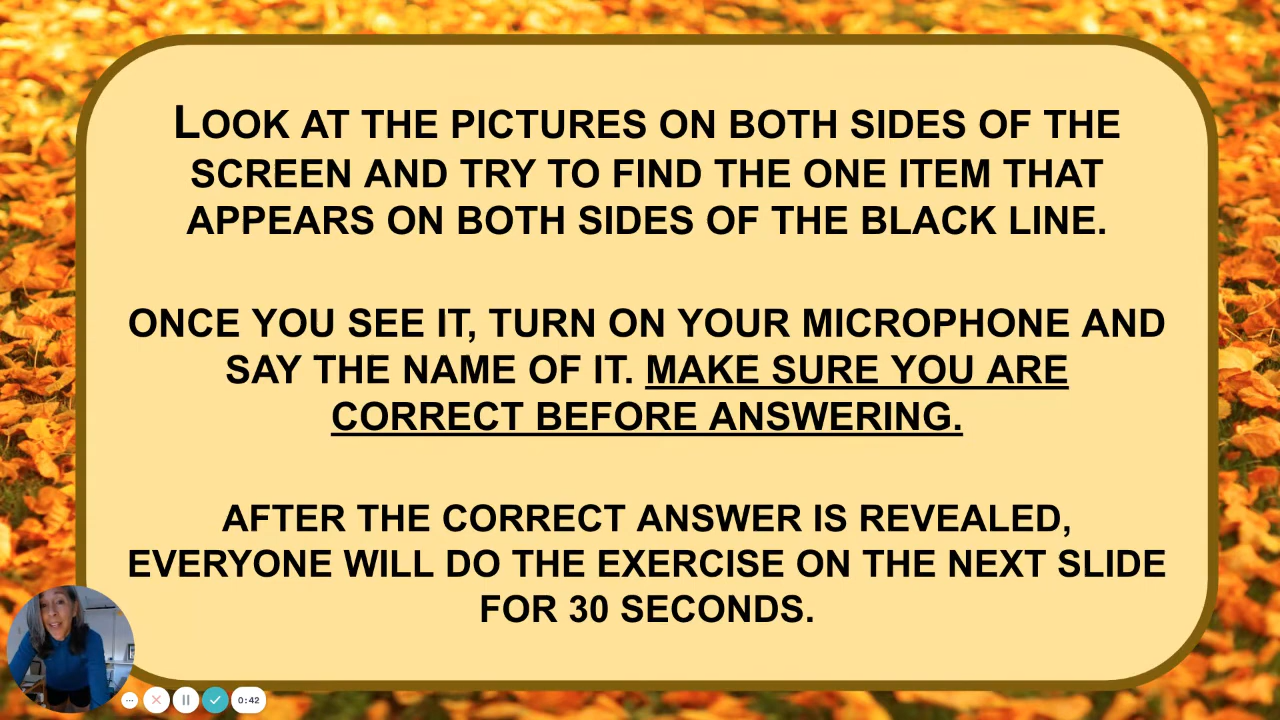 LOOK AT THE PICTURES ON BOTH SIDES OF THE
SCREEN AND TRY TO FIND THE ONE ITEM THAT
APPEARS ON BOTH SIDES OF THE BLACK LINE.
ONCE YOU SEE IT, TURN ON YOUR MICROPHONE AND
SAY THE NAME OF IT. MAKE SURE YOU ARE
CORRECT BEFORE ANSWERING.
AFTER THE CORRECT ANSWER IS REVEALED,
EVERYONE WILL DO THE EXERCISE ON THE NEXT SLIDE
FOR 30 SECONDS.
0:42